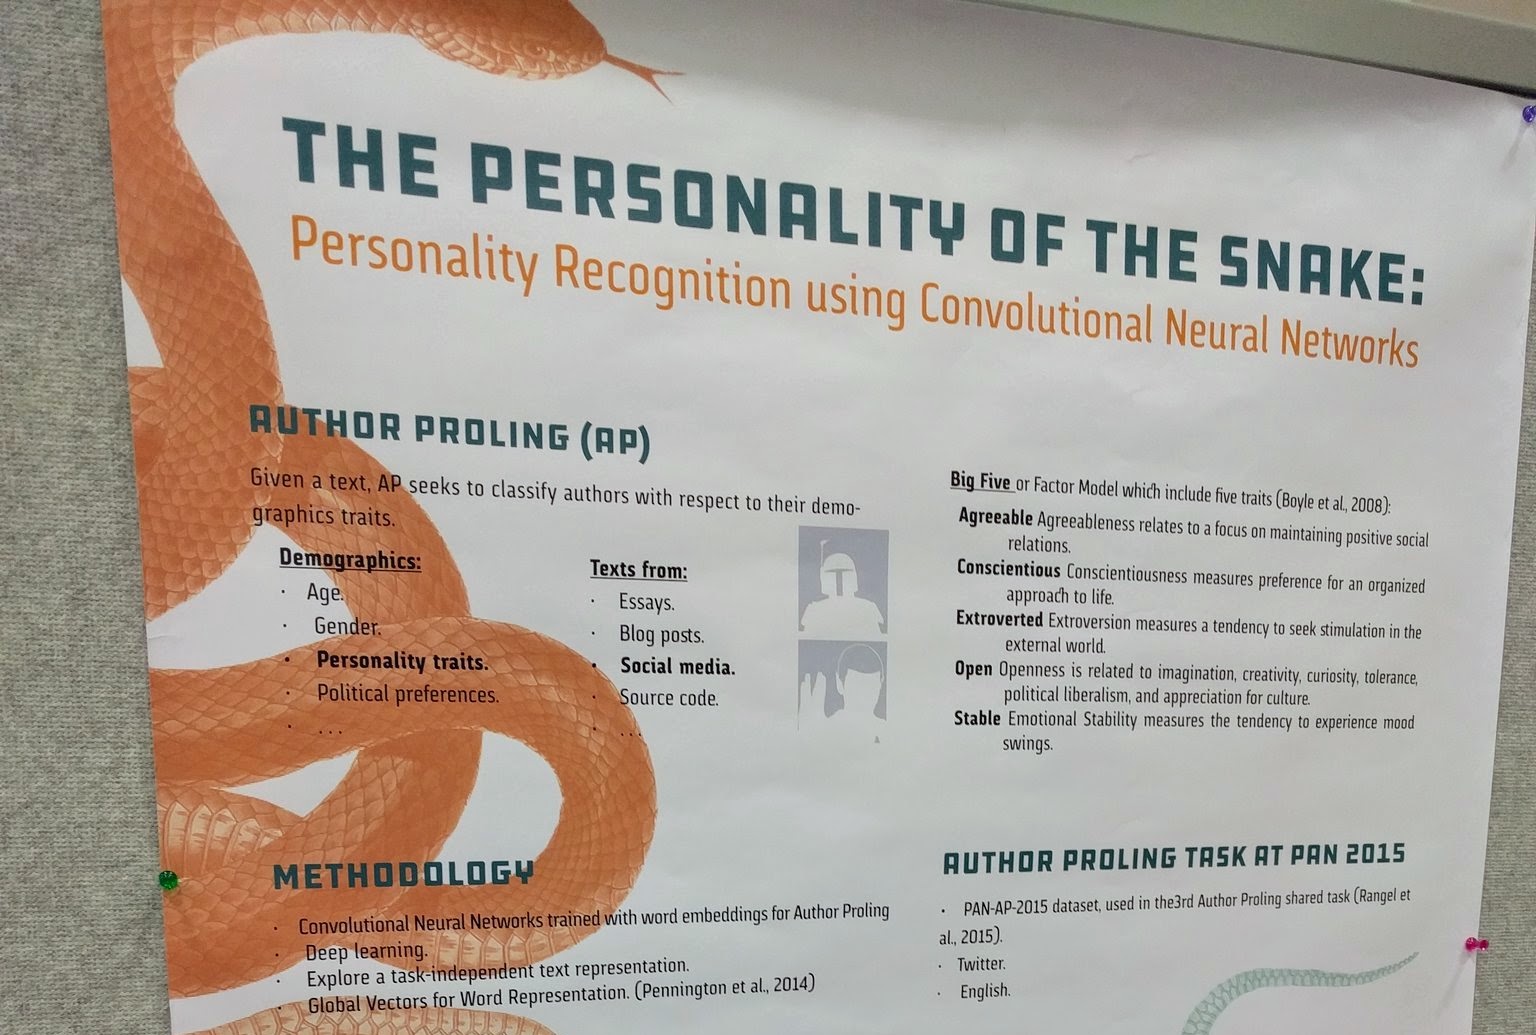 THE PERSONALITY OF THE SNAKE:
Personality Recognition using Convolutional Neural Networks
AUTHOR PROLING (AP)
Given a text, AP seeks to classify authors with respect to their demo-
graphics traits.
Demographics:
· Age.
· Gender.
· Personality traits.
· Political preferences.
· ...
Texts from:
· Essays.
· Blog posts.
· Social media.
· Source code.
· ...
Big Five or Factor Model which include five traits (Boyle et al., 2008):
Agreeable Agreeableness relates to a focus on maintaining positive social
relations.
Conscientious Conscientiousness measures preference for an organized
approach to life.
Extroverted Extroversion measures a tendency to seek stimulation in the
external world.
Open Openness is related to imagination, creativity, curiosity, tolerance,
political liberalism, and appreciation for culture.
Stable Emotional Stability measures the tendency to experience mood
swings.
METHODOLOGY
· Convolutional Neural Networks trained with word embeddings for Author Proling
· Deep learning.
· Explore a task-independent text representation.
· Global Vectors for Word Representation. (Pennington et al., 2014)
AUTHOR PROLING TASK AT PAN 2015
· PAN-AP-2015 dataset, used in the3rd Author Proling shared task (Rangel et
al., 2015).
· Twitter.
· English.